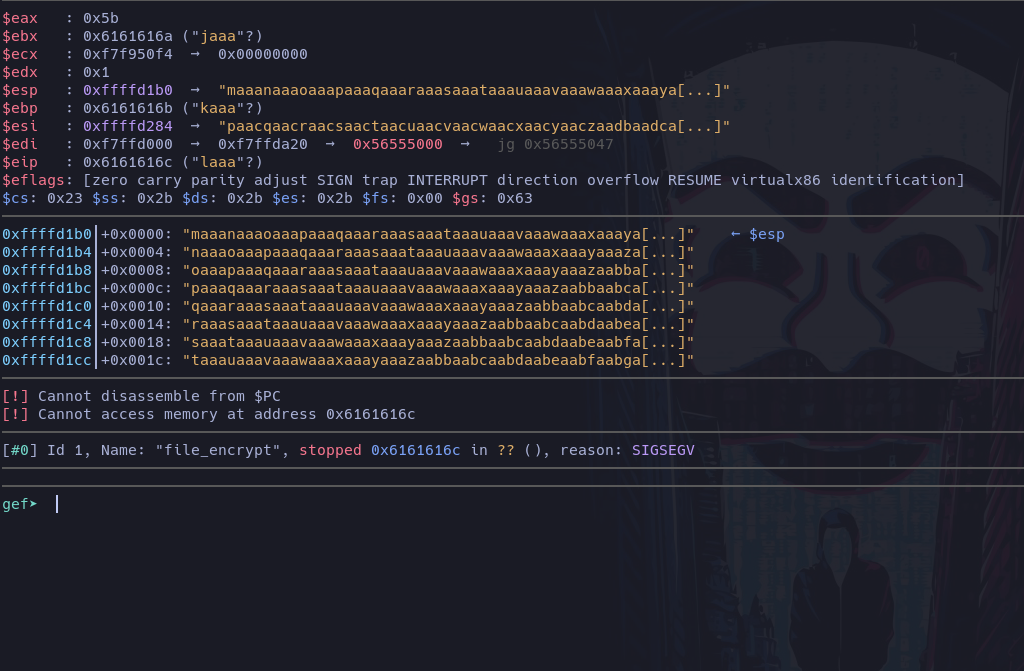 $eax   : 0x5b
$ebx   : 0x6161616a ("jaaa"?)
$ecx   : 0xf7f950f4  →  0x00000000
$edx   : 0x1
$esp   : 0xffffd1b0  →  "maaanaaaoaaapaaaqaaaraaasaaataaauaaavaaawaaaxaaaya[...]"
$ebp   : 0x6161616b ("kaaa"?)
$esi   : 0xffffd284  →  "paacqaacraacsaactaacuaacvaacwaacxaacyaaczaadbaadca[...]"
$edi   : 0xf7ffd000  →  0xf7ffda20  →  0x56555000  →   jg 0x56555047
$eip   : 0x6161616c ("laaa"?)
$eflags: [zero carry parity adjust SIGN trap INTERRUPT direction overflow RESUME virtualx86 identification]
$cs: 0x23 $ss: 0x2b $ds: 0x2b $es: 0x2b $fs: 0x00 $gs: 0x63
0xffffd1b0│+0x0000: "maaanaaaoaaapaaaqaaaraaasaaataaauaaavaaawaaaxaaaya[...]"    ← $esp
0xffffd1b4│+0x0004: "naaaoaaapaaaqaaaraaasaaataaauaaavaaawaaaxaaayaaaza[...]"
0xffffd1b8│+0x0008: "oaaapaaaqaaaraaasaaataaauaaavaaawaaaxaaayaaazaabba[...]"
0xffffd1bc│+0x000c: "paaaqaaaraaasaaataaauaaavaaawaaaxaaayaaazaabbaabca[...]"
0xffffd1c0│+0x0010: "qaaaraaasaaataaauaaavaaawaaaxaaayaaazaabbaabcaabda[...]"
0xffffd1c4│+0x0014: "raaasaaataaauaaavaaawaaaxaaayaaazaabbaabcaabdaabea[...]"
0xffffd1c8│+0x0018: "saaataaauaaavaaawaaaxaaayaaazaabbaabcaabdaabeaabfa[...]"
0xffffd1cc│+0x001c: "taaauaaavaaawaaaxaaayaaazaabbaabcaabdaabeaabfaabga[...]"
[!] Cannot disassemble from $PC
[!] Cannot access memory at address 0x6161616c
[#0] Id 1, Name: "file_encrypt", stopped 0x6161616c in ?? (), reason: SIGSEGV
gef➤